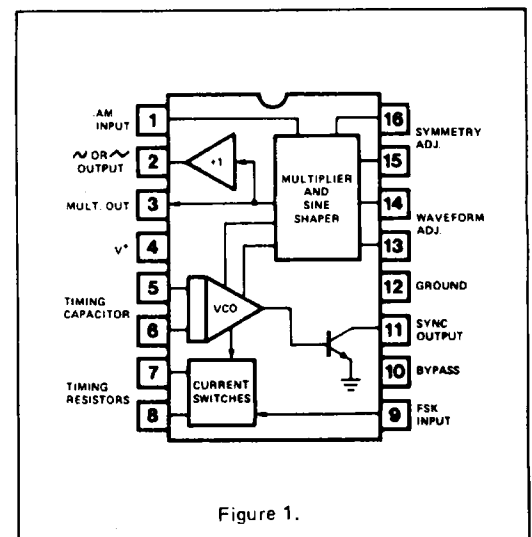 AM
INPUT
1
∿ OR ~
OUTPUT
2
MULT. OUT
3
V+
4
TIMING
CAPACITOR
5
6
TIMING
RESISTORS
7
8
+1
MULTIPLIER
AND
SINE
SHAPER
VCO
CURRENT
SWITCHES
16
SYMMETRY
ADJ.
15
14
WAVEFORM
ADJ.
13
12
GROUND
11
SYNC
OUTPUT
10
BYPASS
9
FSK
INPUT
Figure 1.